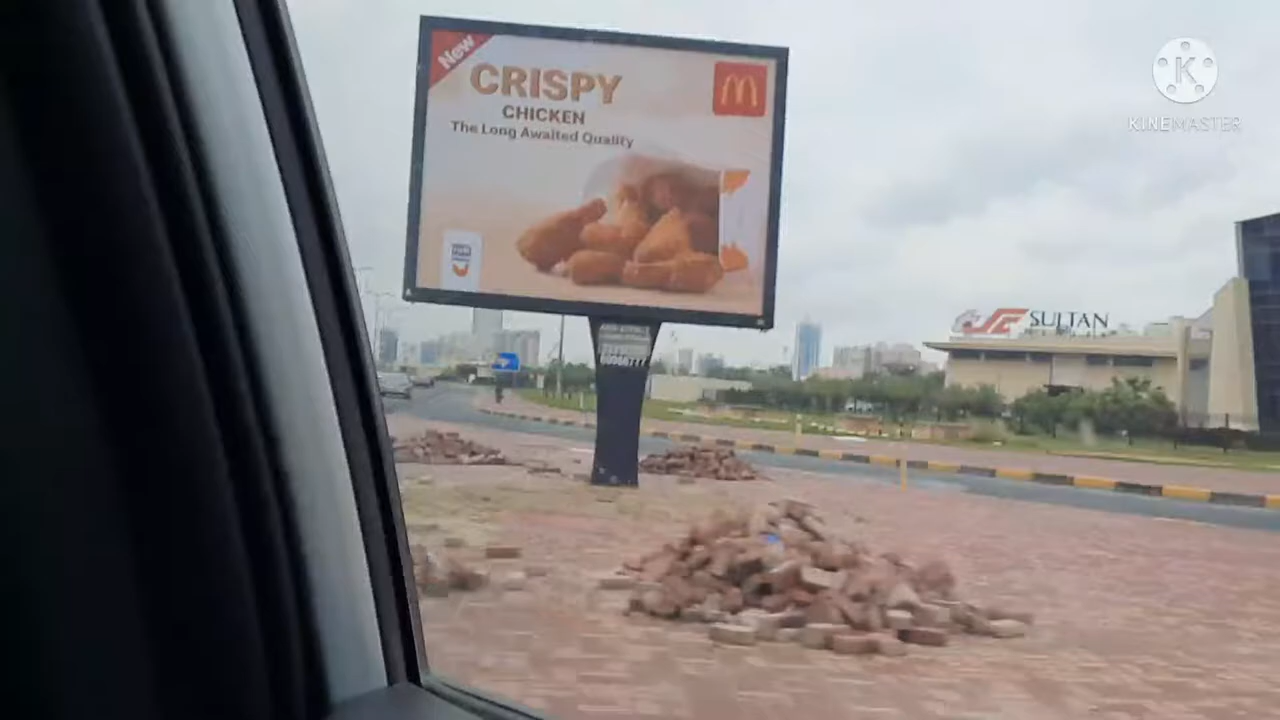 New
CRISPY
CHICKEN
The Long Awaited Quality
SULTAN
KINEMASTER